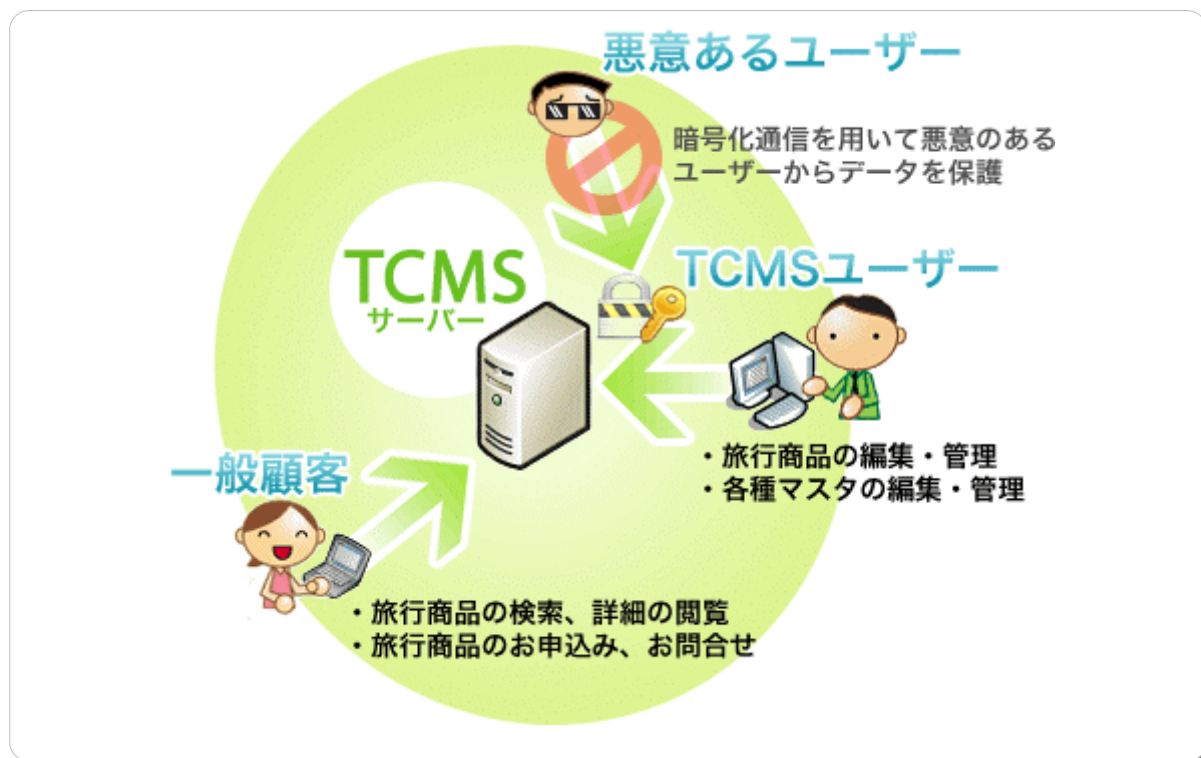 悪意あるユーザー
暗号化通信を用いて悪意のある
ユーザーからデータを保護
TCMS
サーバー
TCMSユーザー
・旅行商品の編集・管理
・各種マスタの編集・管理
一般顧客
・旅行商品の検索、詳細の閲覧
・旅行商品のお申込み、お問合せ